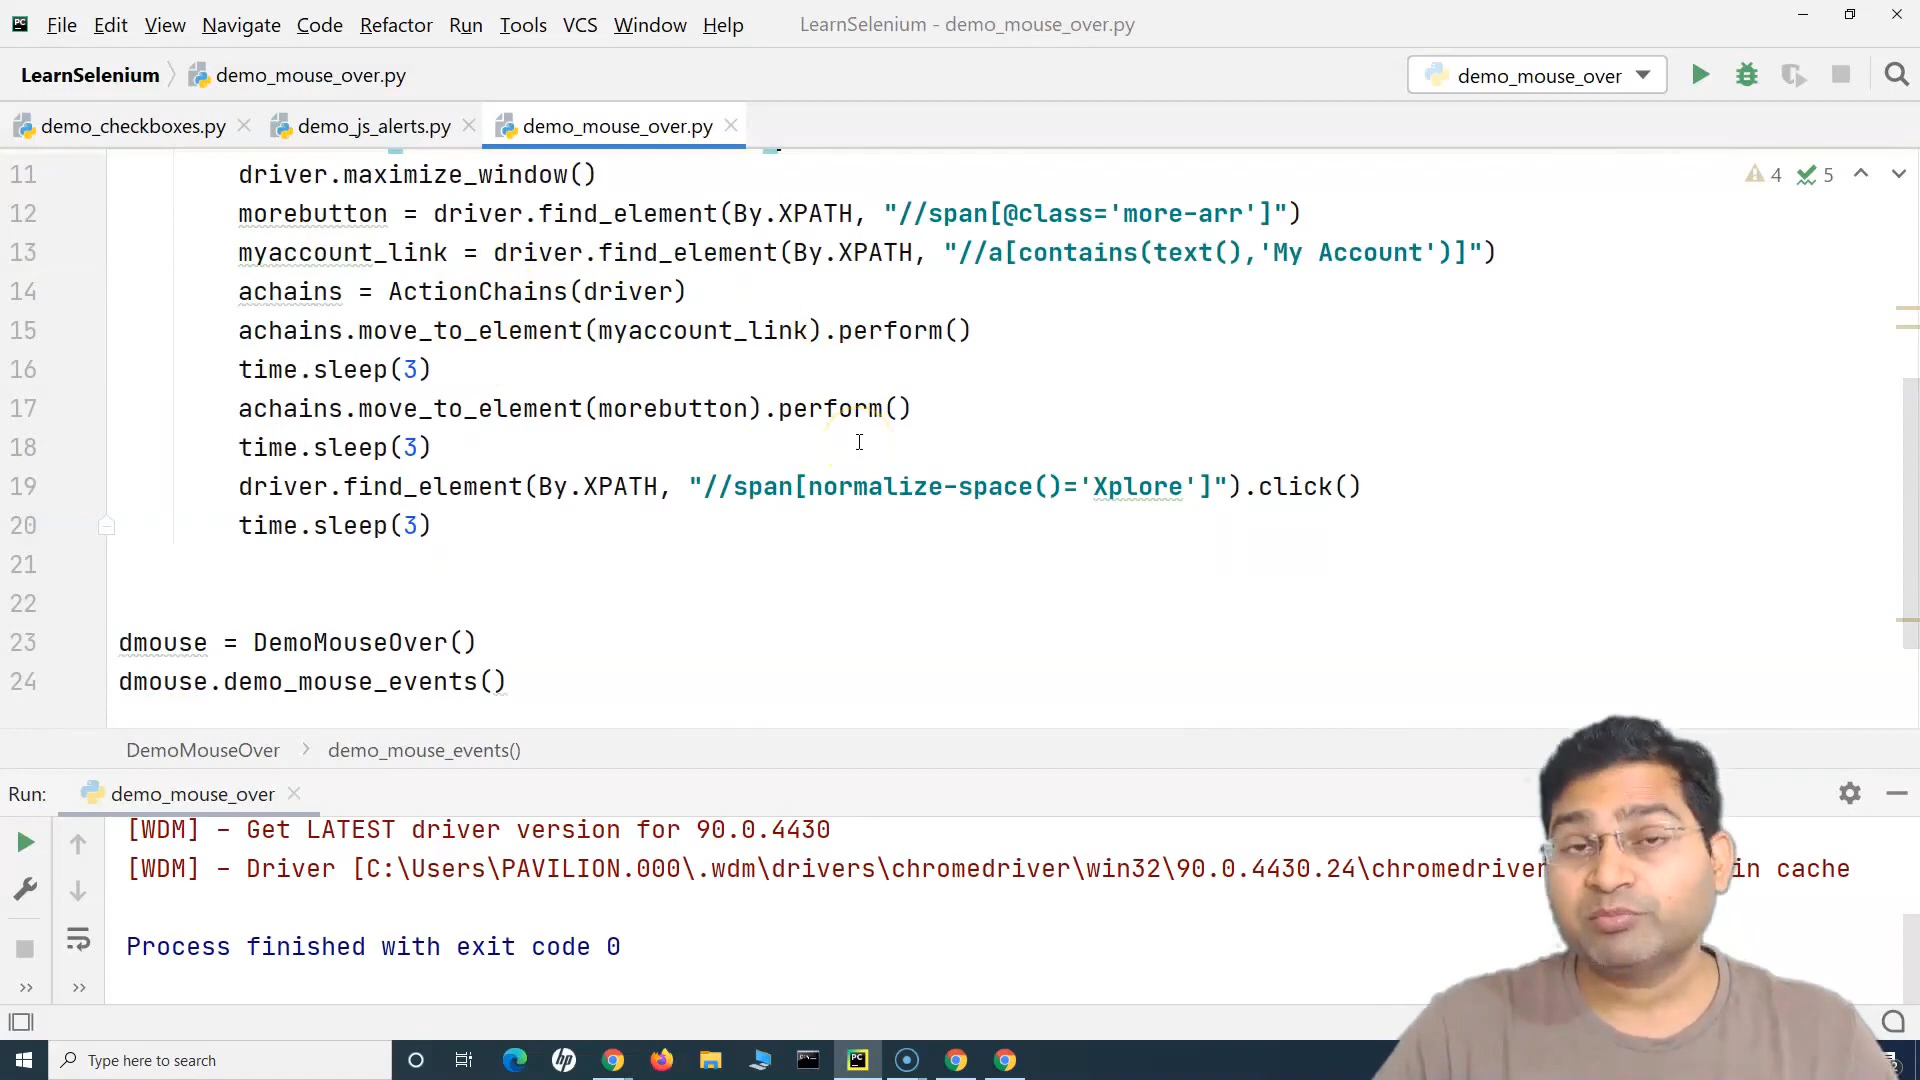 File Edit View Navigate Code Refactor Run Tools VCS Window Help LearnSelenium - demo_mouse_over.py
LearnSelenium demo_mouse_over.py demo_mouse_over
demo_checkboxes.py demo_js_alerts.py demo_mouse_over.py
11 driver.maximize_window() 4 5
12 morebutton = driver.find_element(By.XPATH, "//span[@class='more-arr']")
13 myaccount_link = driver.find_element(By.XPATH, "//a[contains(text(),'My Account')]")
14 achains = ActionChains(driver)
15 achains.move_to_element(myaccount_link).perform()
16 time.sleep(3)
17 achains.move_to_element(morebutton).perform()
18 time.sleep(3)
19 driver.find_element(By.XPATH, "//span[normalize-space()='Xplore']").click()
20 time.sleep(3)
21
22
23 dmouse = DemoMouseOver()
24 dmouse.demo_mouse_events()
DemoMouseOver demo_mouse_events()
Run: demo_mouse_over
[WDM] - Get LATEST driver version for 90.0.4430
[WDM] - Driver [C:\Users\PAVILION.000\.wdm\drivers\chromedriver\win32\90.0.4430.24\chromedriver in cache
Process finished with exit code 0
Type here to search